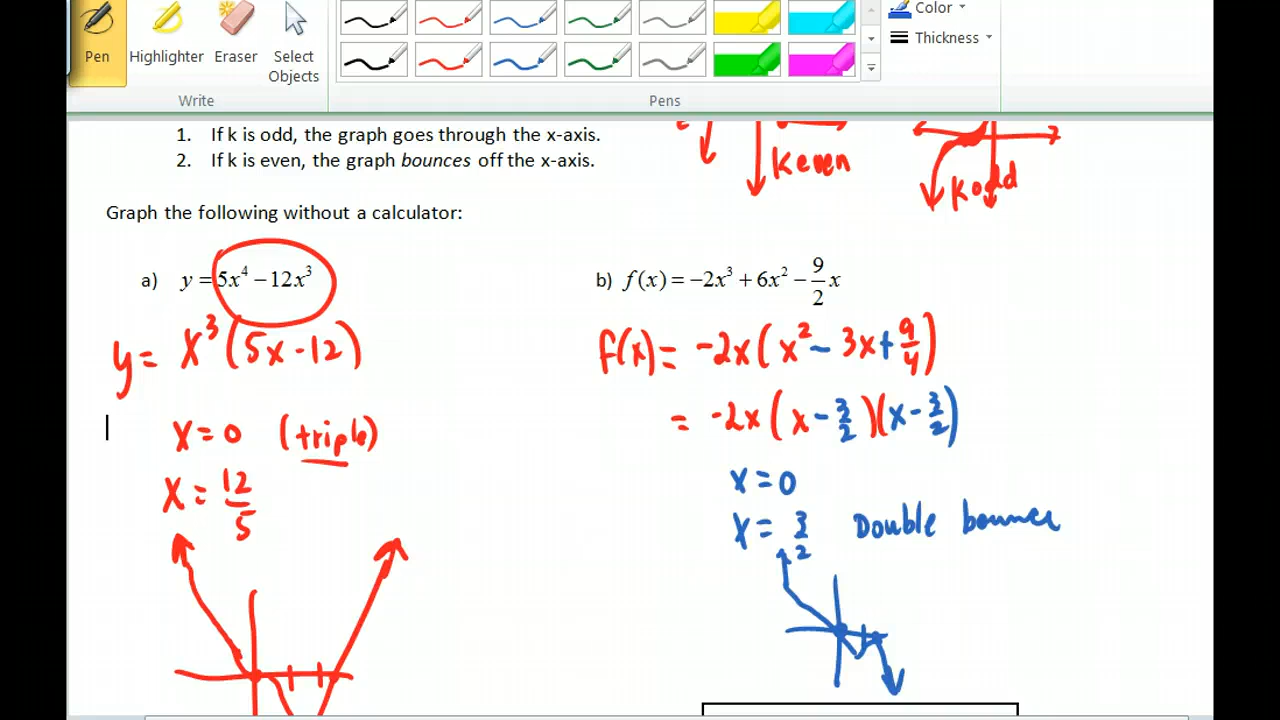 Color
Pen Highlighter Eraser Select Objects
Thickness
Write
Pens
1. If k is odd, the graph goes through the x-axis.
2. If k is even, the graph bounces off the x-axis.
K even
K odd
Graph the following without a calculator:
a) y = 5x⁴ − 12x³
y = x³(5x - 12)
x = 0 (triple)
x = 12/5
b) f(x) = −2x³ + 6x² − 9/2 x
f(x) = -2x(x² - 3x + 9/4)
= -2x(x - 3/2)(x - 3/2)
x = 0
x = 3/2 Double bounce